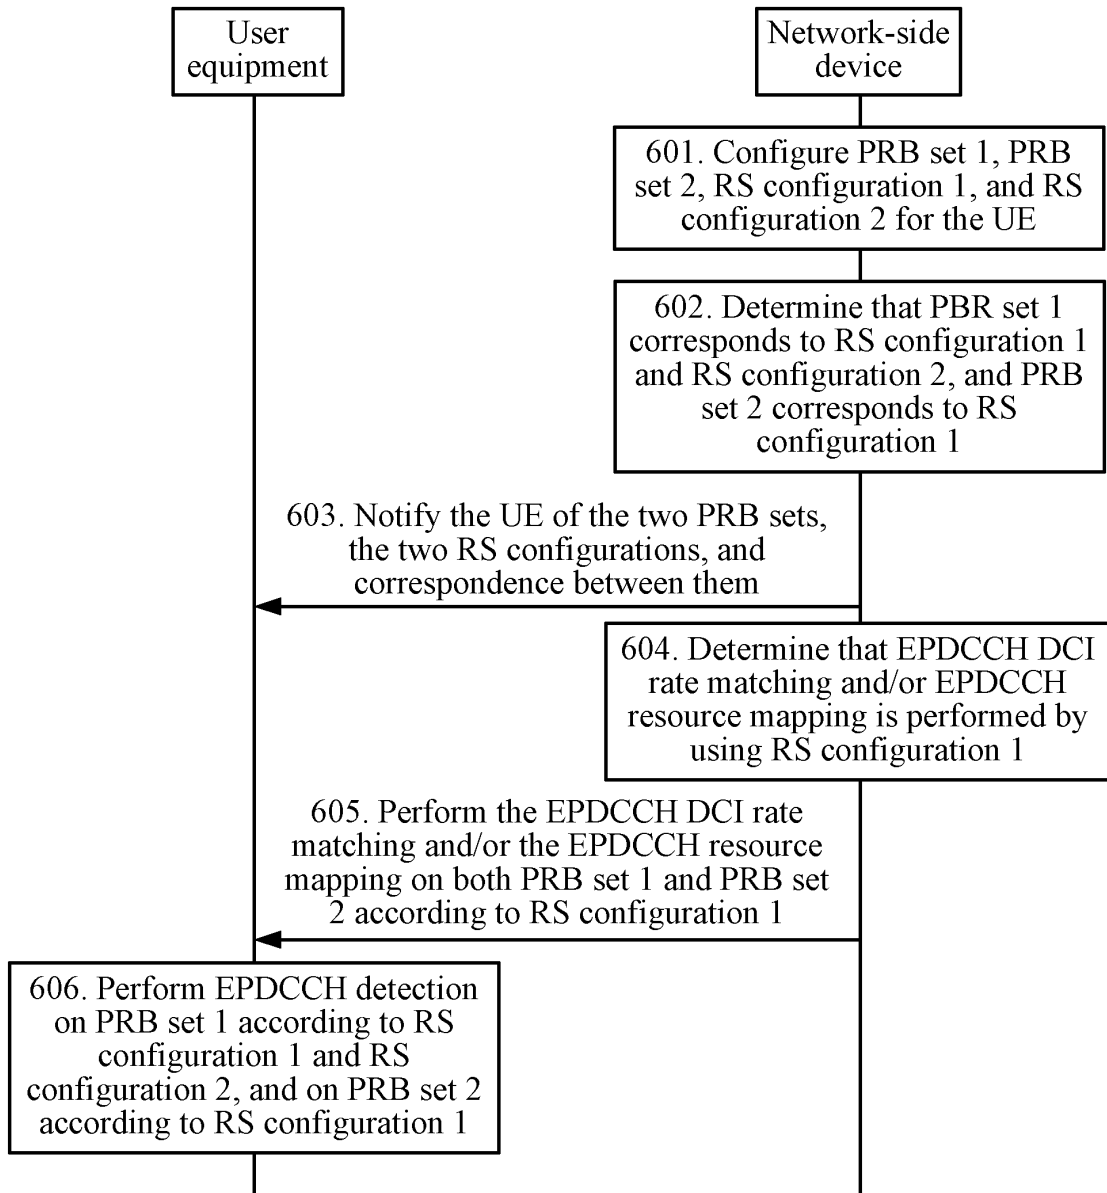 User
equipment
Network-side
device
601. Configure PRB set 1, PRB
set 2, RS configuration 1, and RS
configuration 2 for the UE
602. Determine that PBR set 1
corresponds to RS configuration 1
and RS configuration 2, and PRB
set 2 corresponds to RS
configuration 1
603. Notify the UE of the two PRB sets,
the two RS configurations, and
correspondence between them
604. Determine that EPDCCH DCI
rate matching and/or EPDCCH
resource mapping is performed by
using RS configuration 1
605. Perform the EPDCCH DCI rate
matching and/or the EPDCCH resource
mapping on both PRB set 1 and PRB set
2 according to RS configuration 1
606. Perform EPDCCH detection
on PRB set 1 according to RS
configuration 1 and RS
configuration 2, and on PRB set 2
according to RS configuration 1